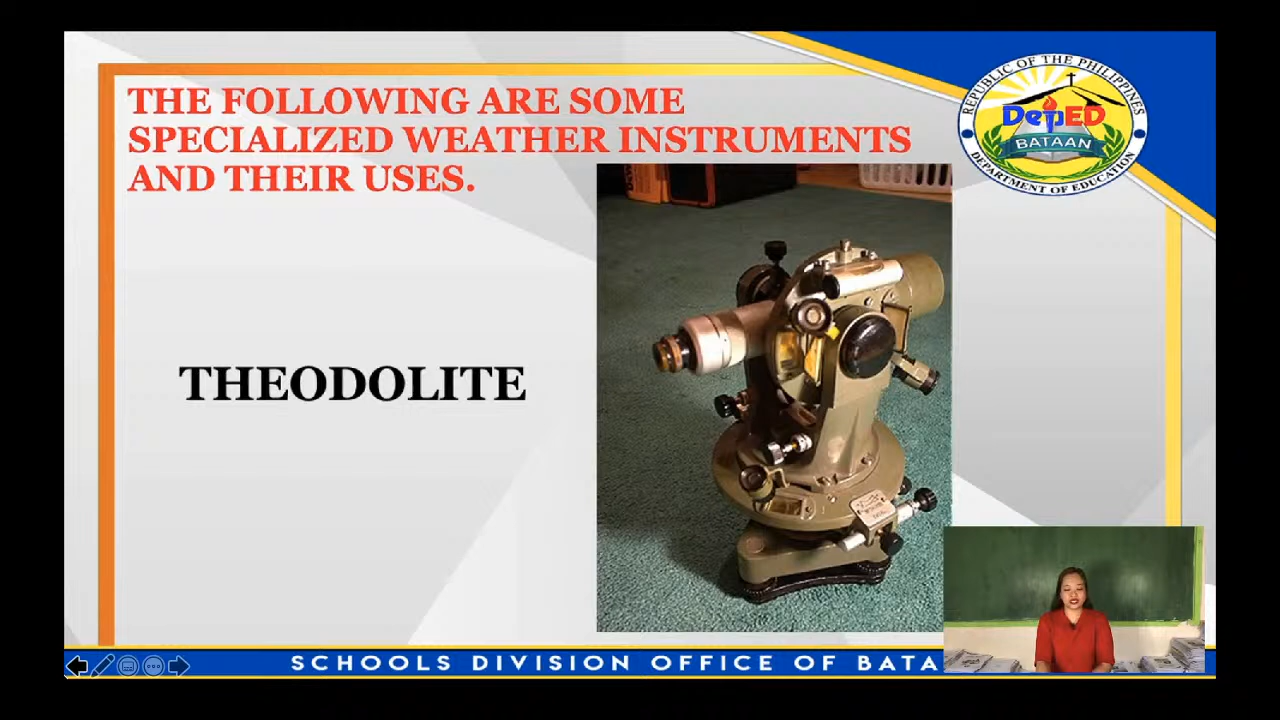 THE FOLLOWING ARE SOME
SPECIALIZED WEATHER INSTRUMENTS
AND THEIR USES.
REPUBLIC OF THE PHILIPPINES
DepED
BATAAN
DEPARTMENT OF EDUCATION
THEODOLITE
SCHOOLS DIVISION OFFICE OF BATA